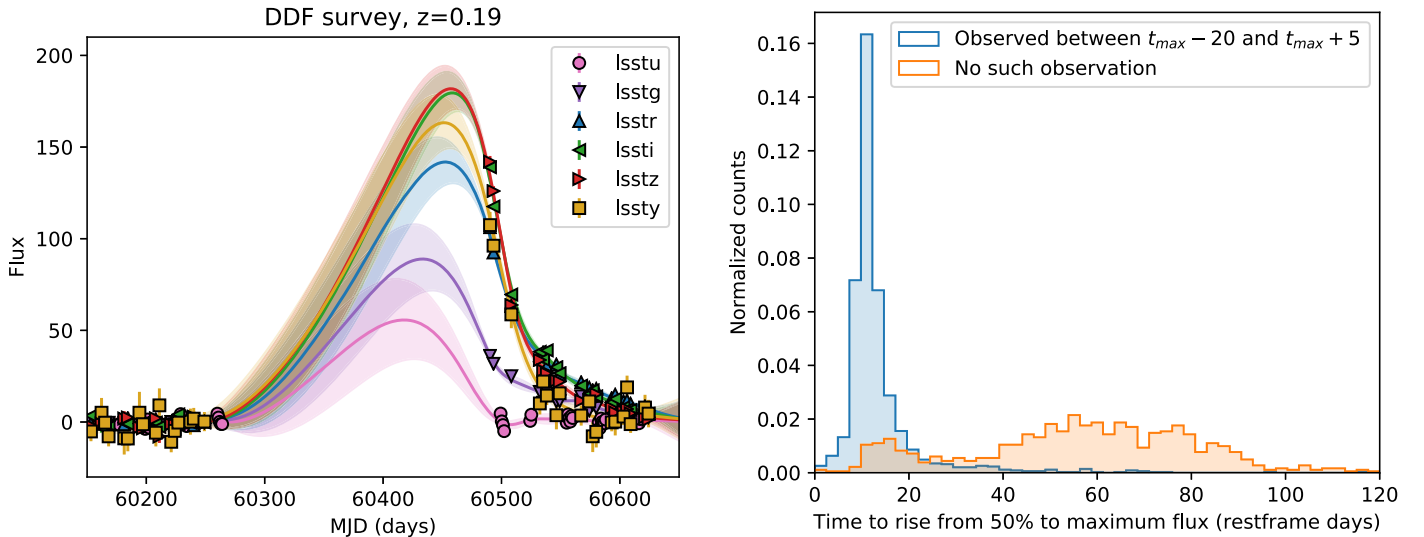 DDF survey, z=0.19
200
150
100
50
0
Flux
lsstu
lsstg
lsstr
lssti
lsstz
lssty
60200 60300 60400 60500 60600
MJD (days)
0.16
0.14
0.12
0.10
0.08
0.06
0.04
0.02
0.00
Normalized counts
Observed between t_max − 20 and t_max + 5
No such observation
0 20 40 60 80 100 120
Time to rise from 50% to maximum flux (restframe days)